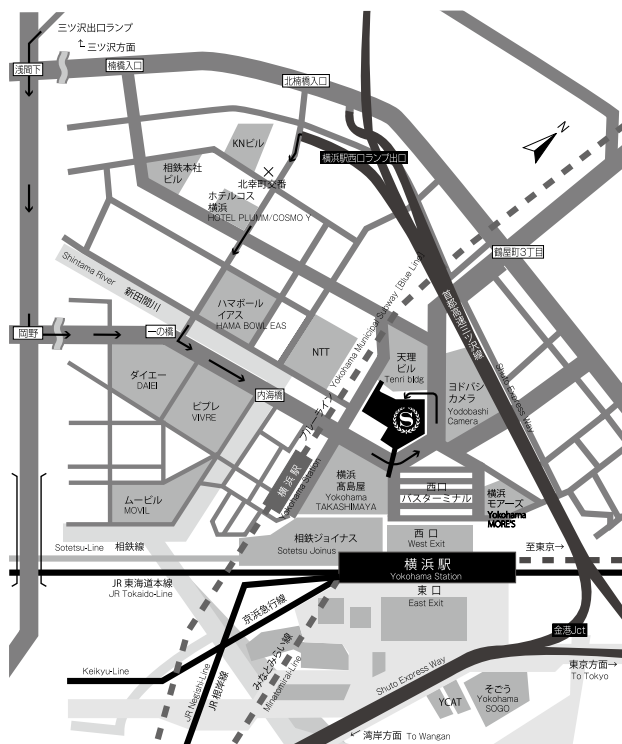 三ツ沢出口ランプ
三ツ沢方面
浅間下
楠橋入口
北楠橋入口
N
KNビル
横浜駅西口ランプ出口
相鉄本社
ビル
北幸町交番
ホテルコスモ
横浜
HOTEL PLUMM/COSMO Y
鶴屋町3丁目
Shintama River
新田間川
Yokohama Municipal Subway [Blue Line]
ブルーライン
首都高速三ツ沢線
Shuto Express Way
ハマボール
イアス
HAMA BOWL EAS
岡野
一の橋
NTT
天理
ビル
Tenri bldg
ヨドバシ
カメラ
Yodobashi
Camera
ダイエー
DAIEI
ビブレ
VIVRE
内海橋
S
横浜駅
Yokohama Station
横浜
髙島屋
Yokohama
TAKASHIMAYA
西口
バスターミナル
横浜
モアーズ
Yokohama
MORE'S
ムービル
MOVIL
相鉄ジョイナス
Sotetsu Joinus
西口
West Exit
Sotetsu-Line 相鉄線
至東京→
横浜駅
Yokohama Station
JR 東海道本線
JR Tokaido-Line
東口
East Exit
京浜急行線
金港Jct
みなとみらい線
Minatomirai-Line
Keikyu-Line
JR Negishi-Line
JR 根岸線
Shuto Express Way
東京方面→
To Tokyo
YCAT
そごう
Yokohama
SOGO
湾岸方面 To Wangan